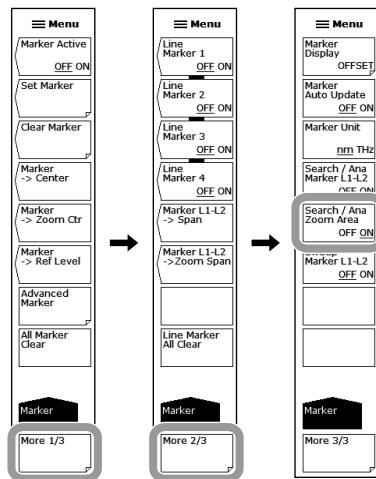 Menu
Marker Active
OFF ON
Set Marker
Clear Marker
Marker
-> Center
Marker
-> Zoom Ctr
Marker
-> Ref Level
Advanced
Marker
All Marker
Clear
Marker
More 1/3
Menu
Line
Marker 1
OFF ON
Line
Marker 2
OFF ON
Line
Marker 3
OFF ON
Line
Marker 4
OFF ON
Marker L1-L2
-> Span
Marker L1-L2
->Zoom Span
Line Marker
All Clear
Marker
More 2/3
Menu
Marker
Display
OFFSET
Marker
Auto Update
OFF ON
Marker Unit
nm THz
Search / Ana
Marker L1-L2
OFF ON
Search / Ana
Zoom Area
OFF ON
Sweep
Marker L1-L2
OFF ON
Marker
More 3/3